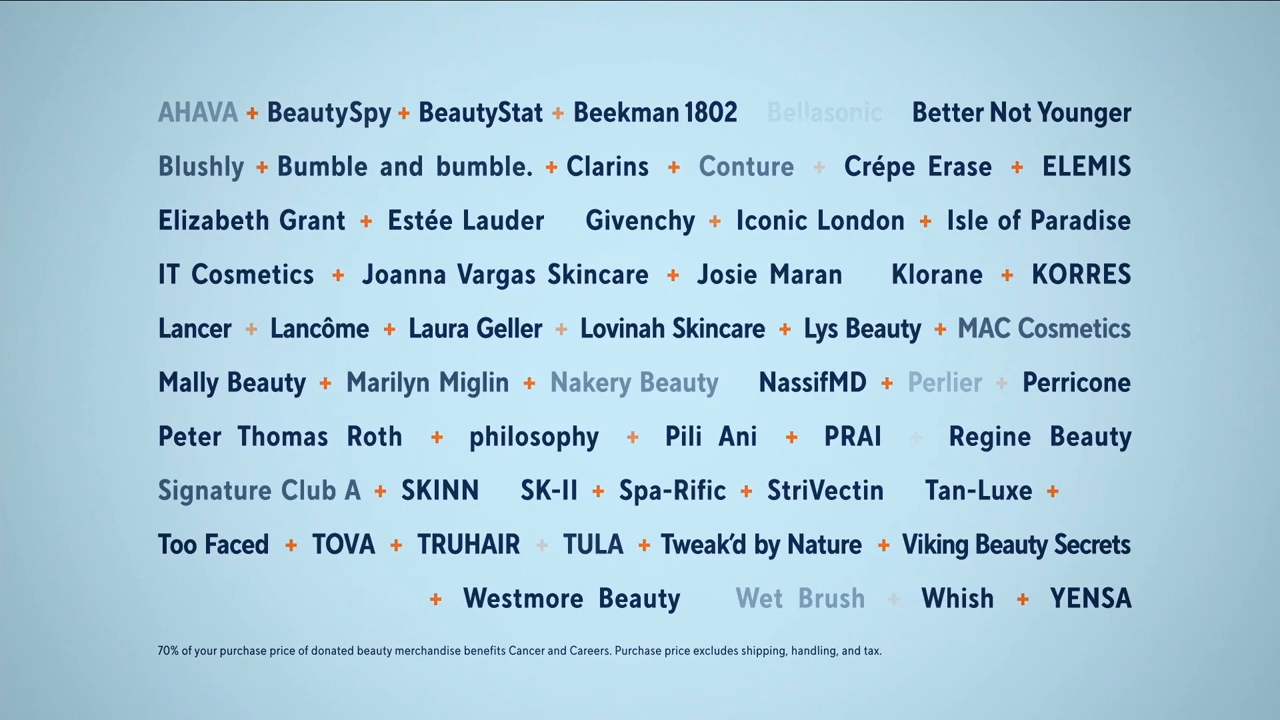 AHAVA + BeautySpy + BeautyStat + Beekman 1802 Bellasonic Better Not Younger
Blushly + Bumble and bumble. + Clarins + Conture + Crépe Erase + ELEMIS
Elizabeth Grant + Estée Lauder Givenchy + Iconic London + Isle of Paradise
IT Cosmetics + Joanna Vargas Skincare + Josie Maran Klorane + KORRES
Lancer + Lancôme + Laura Geller + Lovinah Skincare + Lys Beauty + MAC Cosmetics
Mally Beauty + Marilyn Miglin + Nakery Beauty NassifMD + Perlier + Perricone
Peter Thomas Roth + philosophy + Pili Ani + PRAI + Regine Beauty
Signature Club A + SKINN SK-II + Spa-Rific + StriVectin Tan-Luxe +
Too Faced + TOVA + TRUHAIR + TULA + Tweak'd by Nature + Viking Beauty Secrets
+ Westmore Beauty Wet Brush + Whish + YENSA
70% of your purchase price of donated beauty merchandise benefits Cancer and Careers. Purchase price excludes shipping, handling, and tax.